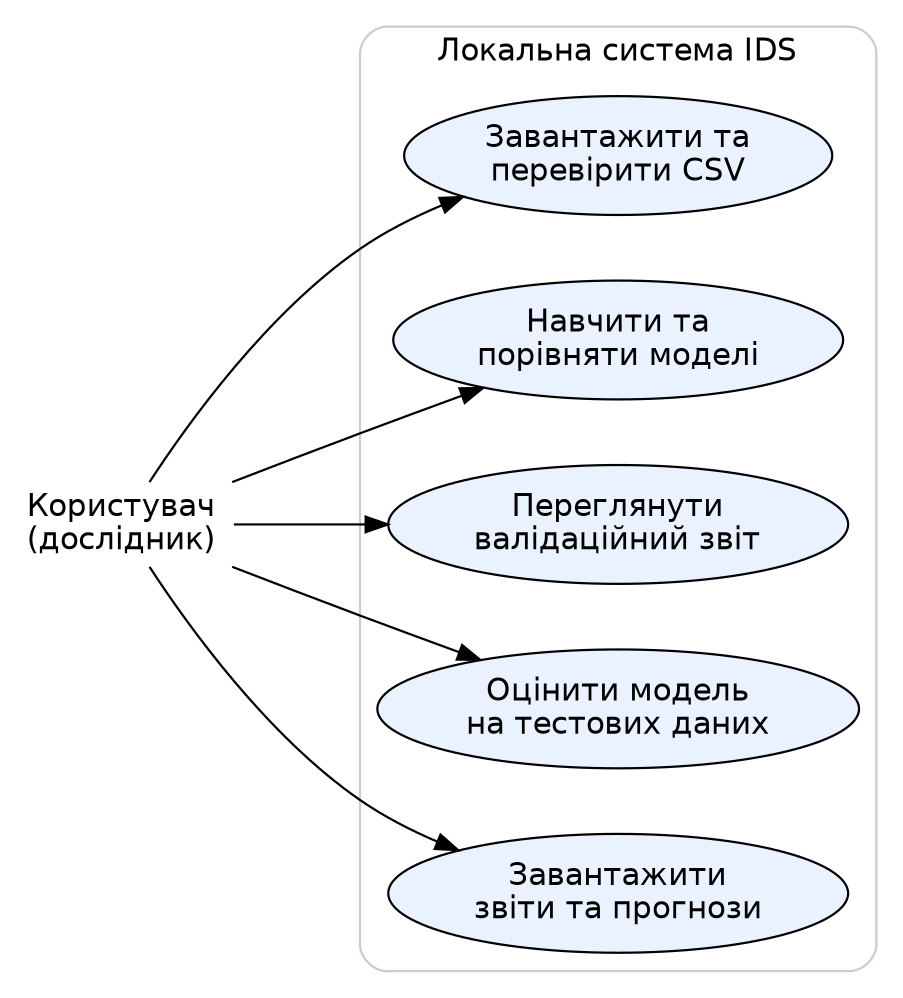 Локальна система IDS
Завантажити та
перевірити CSV
Навчити та
порівняти моделі
Користувач
(дослідник)
Переглянути
валідаційний звіт
Оцінити модель
на тестових даних
Завантажити
звіти та прогнози